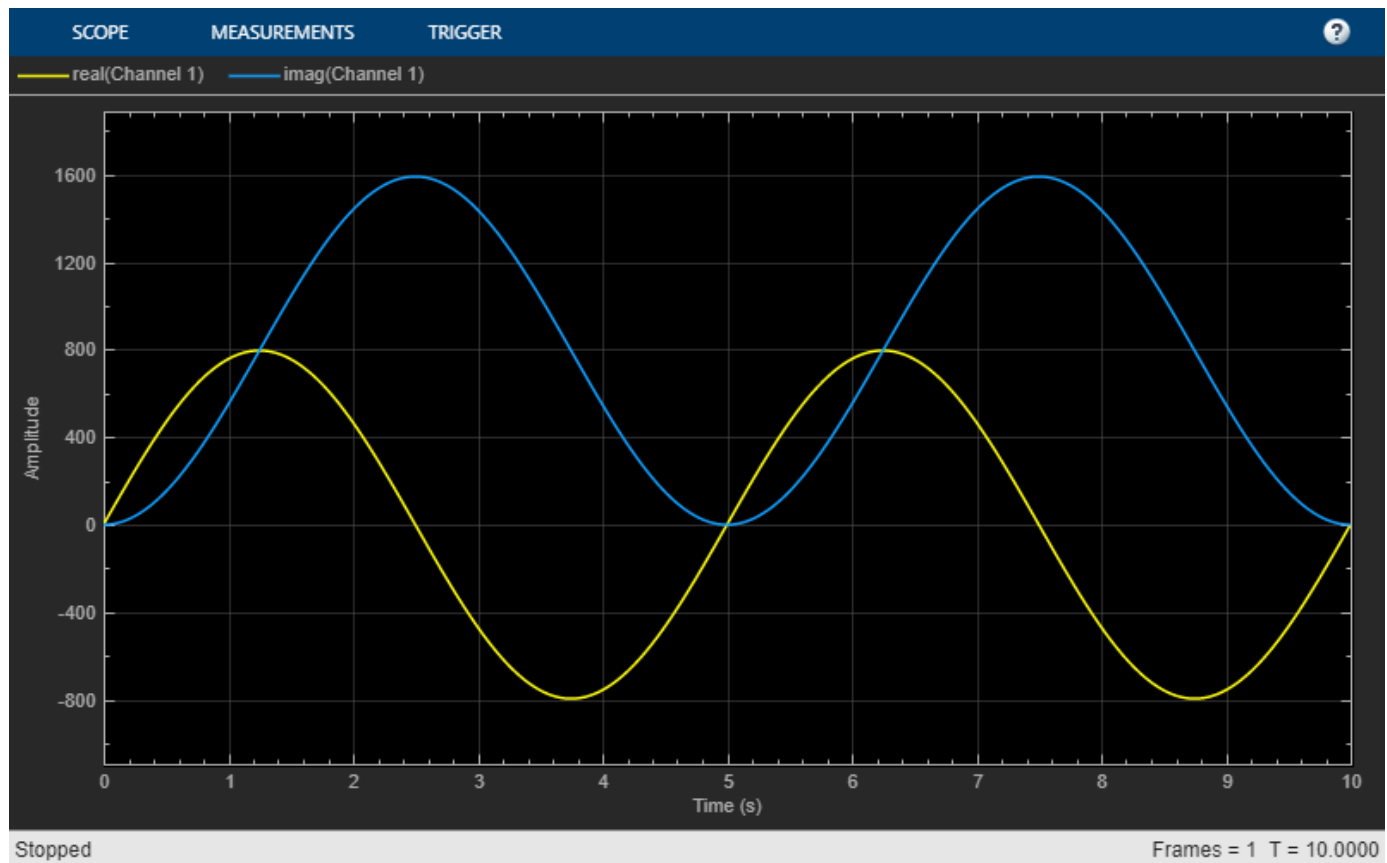 SCOPE MEASUREMENTS TRIGGER ?
real(Channel 1) imag(Channel 1)
1600
1200
800
400
0
-400
-800
Amplitude
0 1 2 3 4 5 6 7 8 9 10
Time (s)
Stopped Frames = 1 T = 10.0000